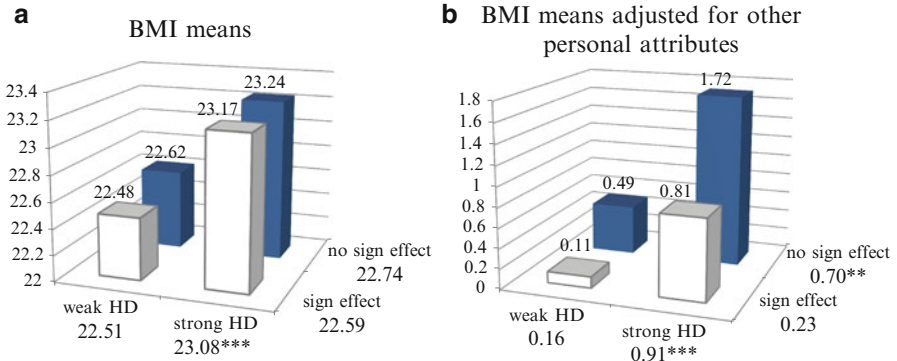 a
BMI means
23.4
23.2
23
22.8
22.6
22.4
22.2
22
22.48
22.62
23.17
23.24
weak HD
22.51
strong HD
23.08***
sign effect
22.59
no sign effect
22.74
b
BMI means adjusted for other
personal attributes
1.8
1.6
1.4
1.2
1
0.8
0.6
0.4
0.2
0
0.11
0.49
0.81
1.72
weak HD
0.16
strong HD
0.91***
sign effect
0.23
no sign effect
0.70**